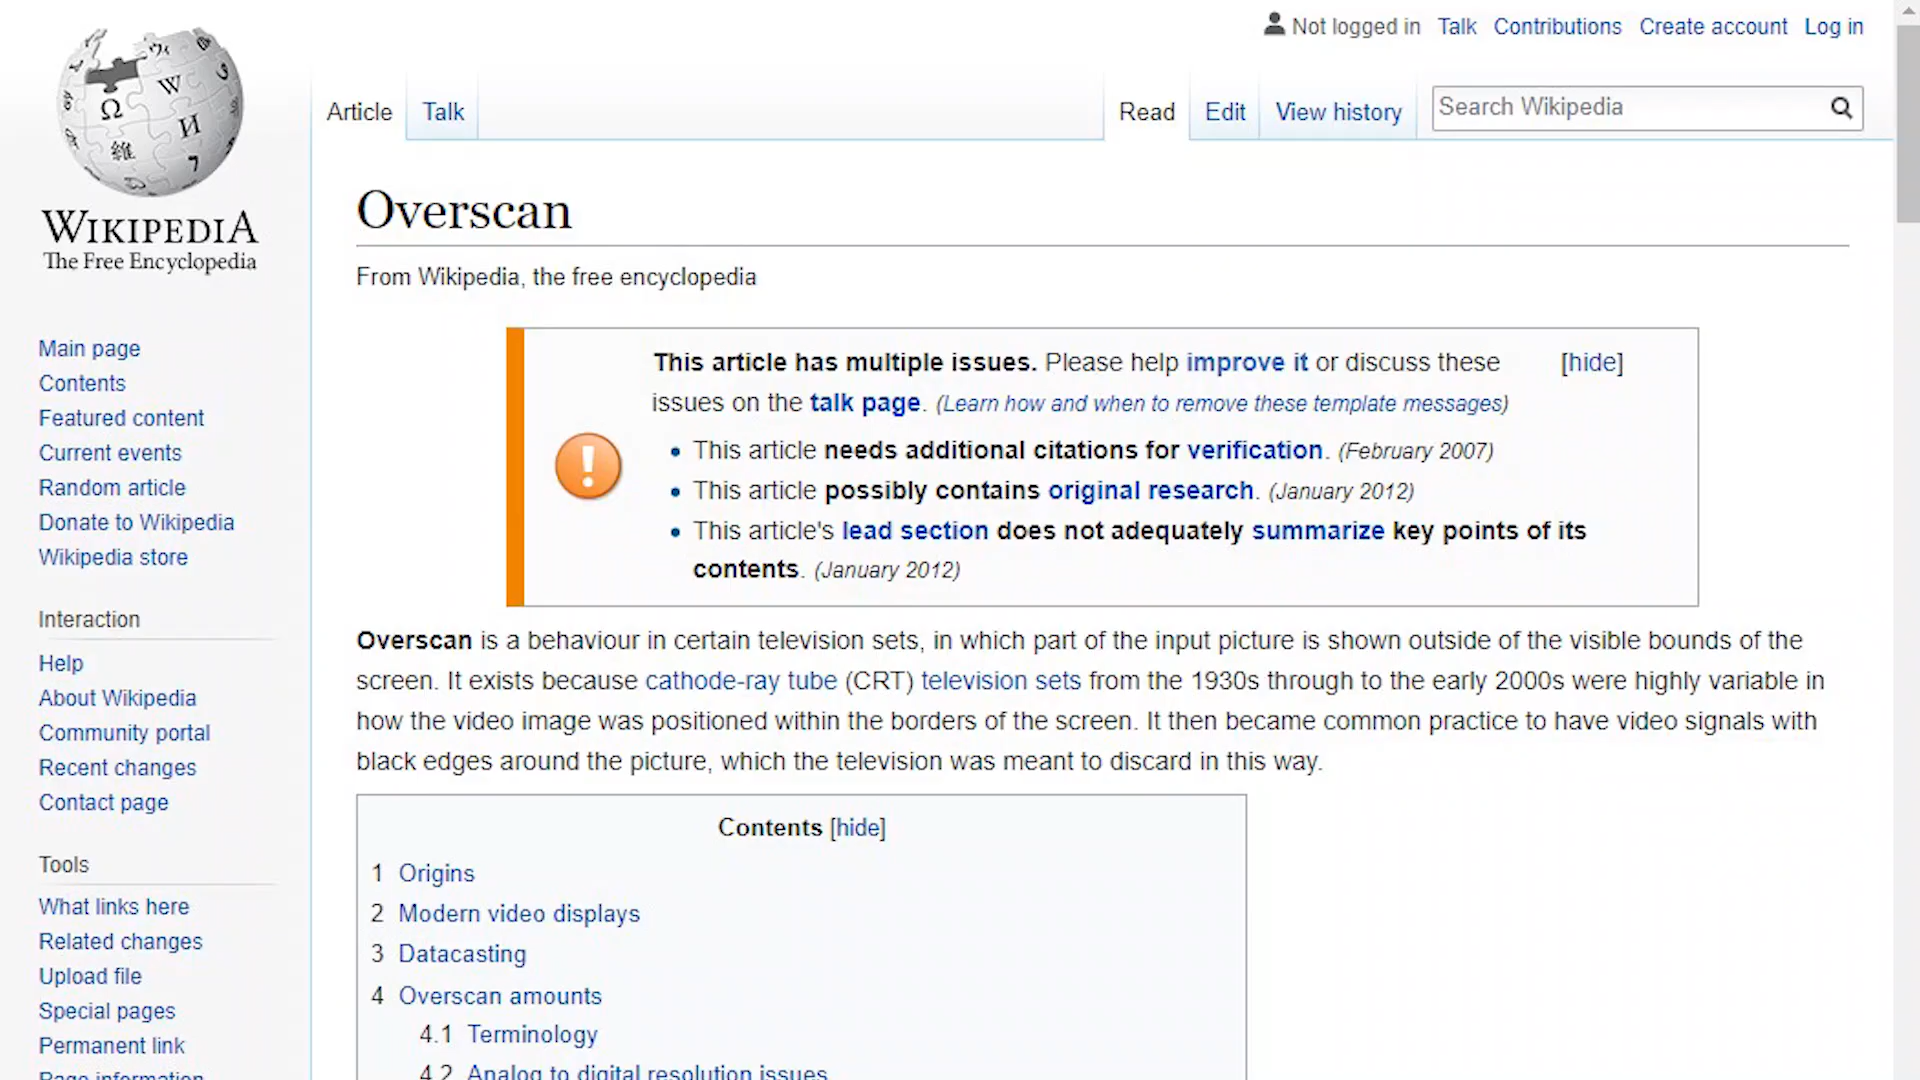 Not logged in Talk Contributions Create account Log in
Article Talk Read Edit View history Search Wikipedia
WIKIPEDIA
The Free Encyclopedia
Overscan
From Wikipedia, the free encyclopedia
Main page
Contents
Featured content
Current events
Random article
Donate to Wikipedia
Wikipedia store
Interaction
Help
About Wikipedia
Community portal
Recent changes
Contact page
Tools
What links here
Related changes
Upload file
Special pages
Permanent link
Page information
This article has multiple issues. Please help improve it or discuss these [hide]
issues on the talk page. (Learn how and when to remove these template messages)
• This article needs additional citations for verification. (February 2007)
• This article possibly contains original research. (January 2012)
• This article's lead section does not adequately summarize key points of its
contents. (January 2012)
Overscan is a behaviour in certain television sets, in which part of the input picture is shown outside of the visible bounds of the
screen. It exists because cathode-ray tube (CRT) television sets from the 1930s through to the early 2000s were highly variable in
how the video image was positioned within the borders of the screen. It then became common practice to have video signals with
black edges around the picture, which the television was meant to discard in this way.
Contents [hide]
1 Origins
2 Modern video displays
3 Datacasting
4 Overscan amounts
4.1 Terminology
4.2 Analog to digital resolution issues